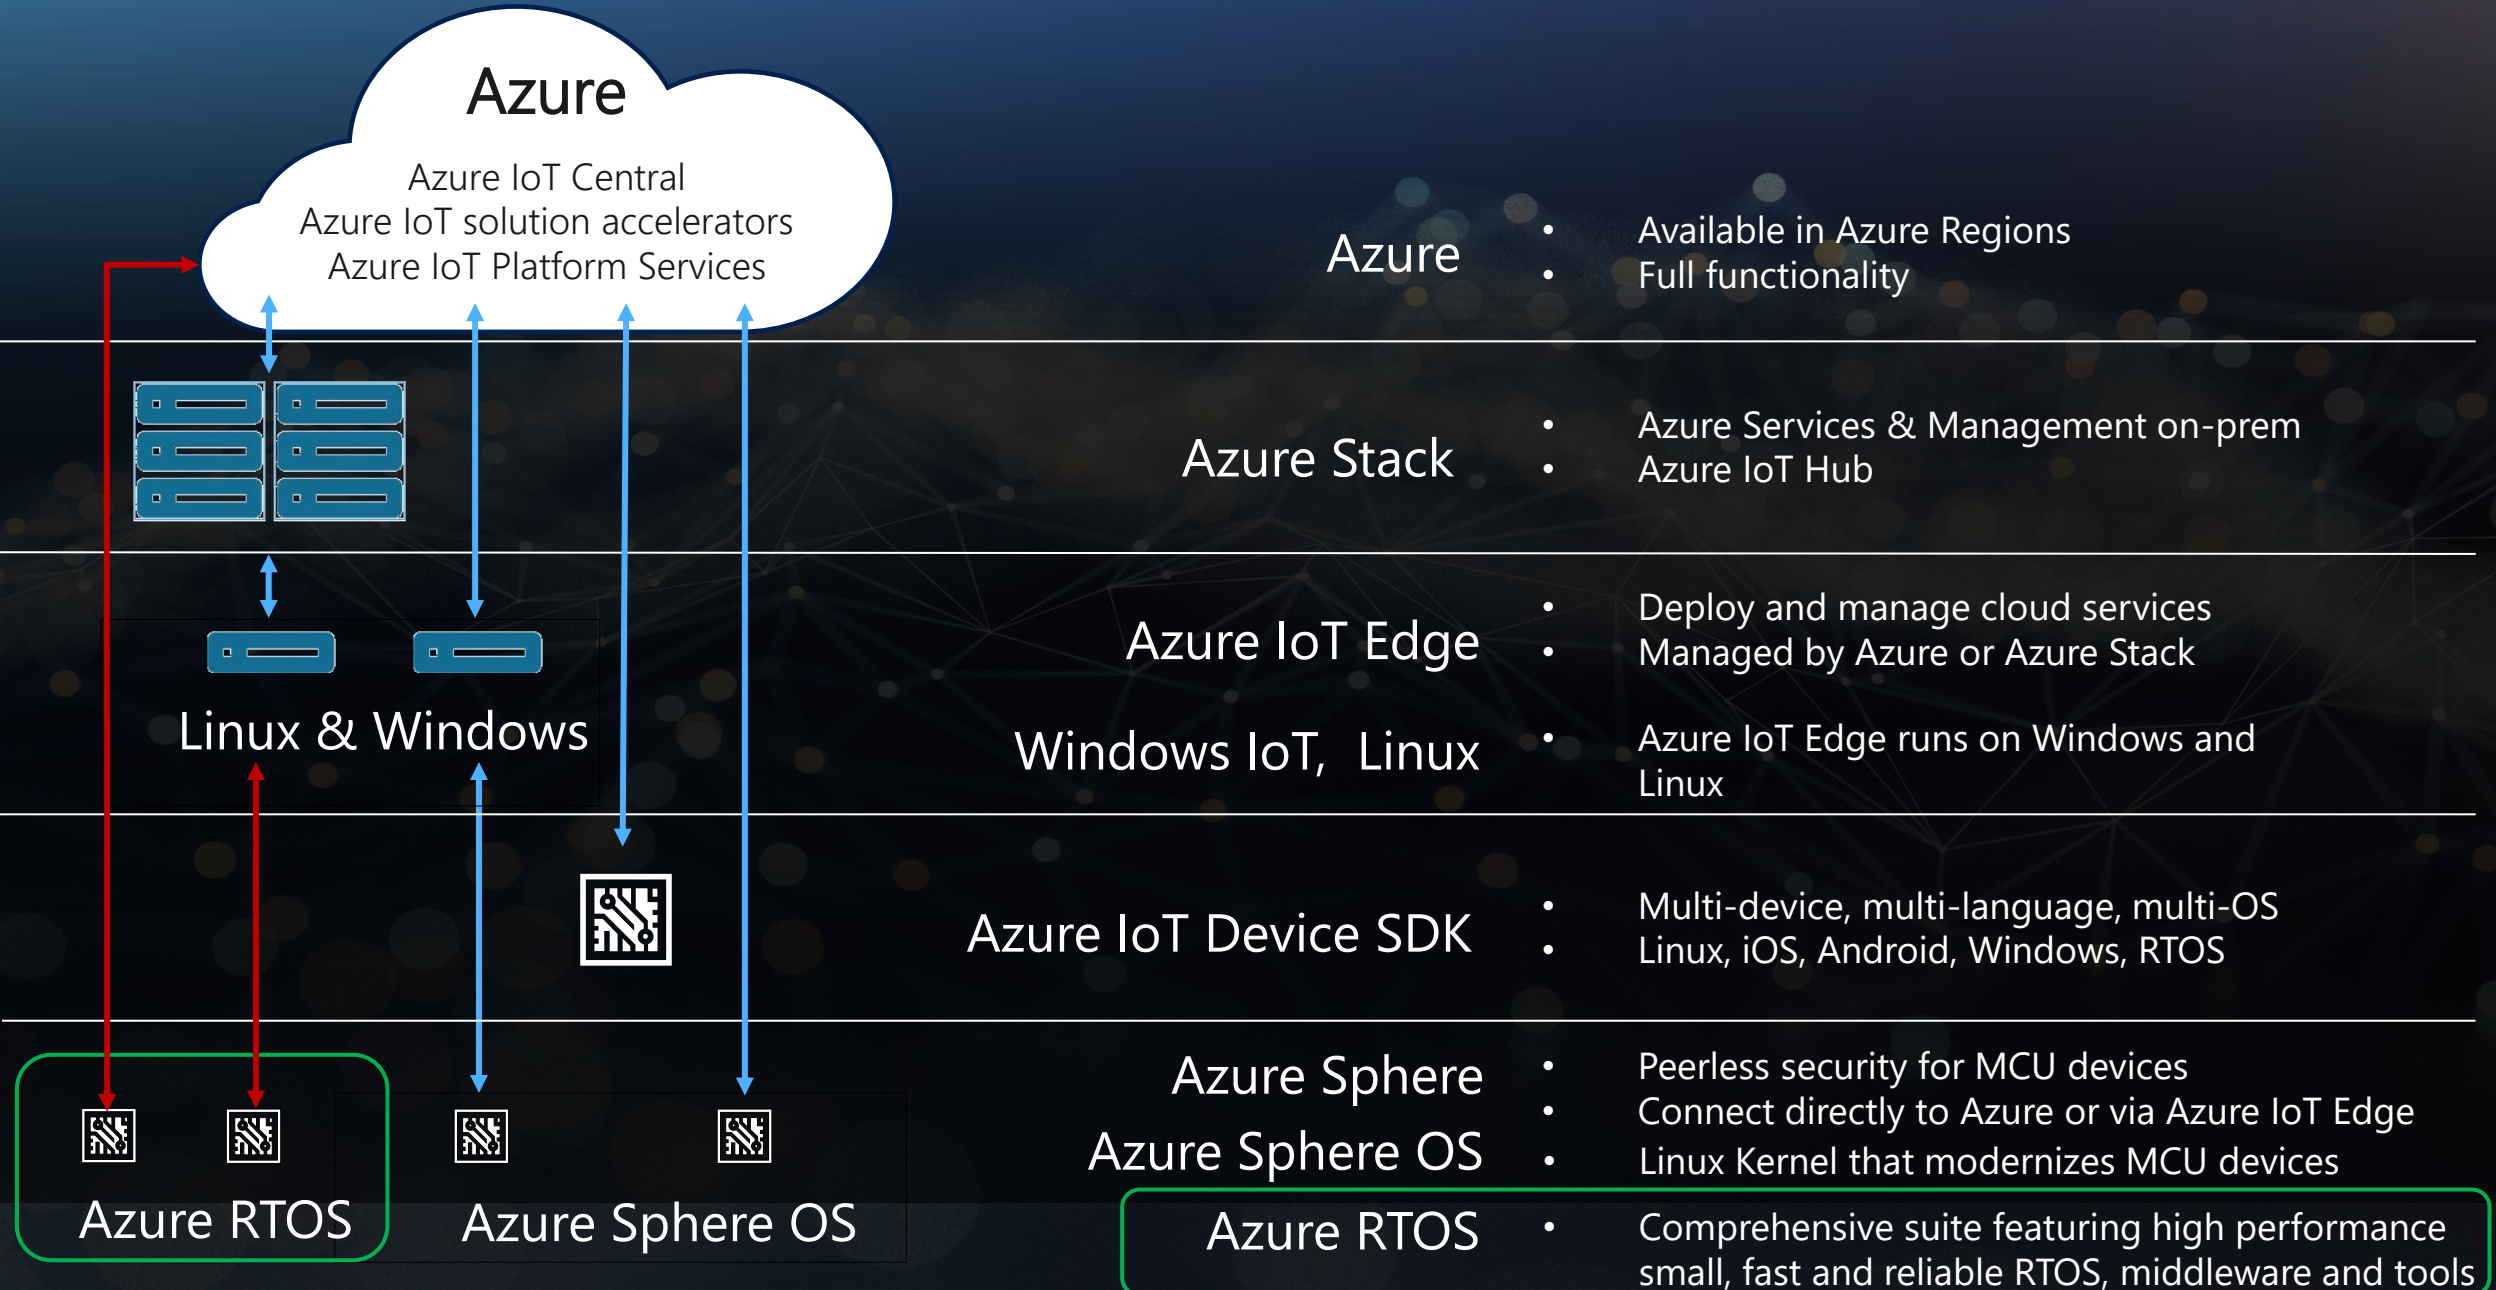 Azure
Azure IoT Central
Azure IoT solution accelerators
Azure IoT Platform Services
Azure
• Available in Azure Regions
• Full functionality
Azure Stack
• Azure Services & Management on-prem
• Azure IoT Hub
Azure IoT Edge
• Deploy and manage cloud services
• Managed by Azure or Azure Stack
Linux & Windows
Windows IoT, Linux
• Azure IoT Edge runs on Windows and
Linux
Azure IoT Device SDK
• Multi-device, multi-language, multi-OS
• Linux, iOS, Android, Windows, RTOS
Azure Sphere
• Peerless security for MCU devices
• Connect directly to Azure or via Azure IoT Edge
Azure Sphere OS
• Linux Kernel that modernizes MCU devices
Azure RTOS
Azure Sphere OS
Azure RTOS
• Comprehensive suite featuring high performance
small, fast and reliable RTOS, middleware and tools